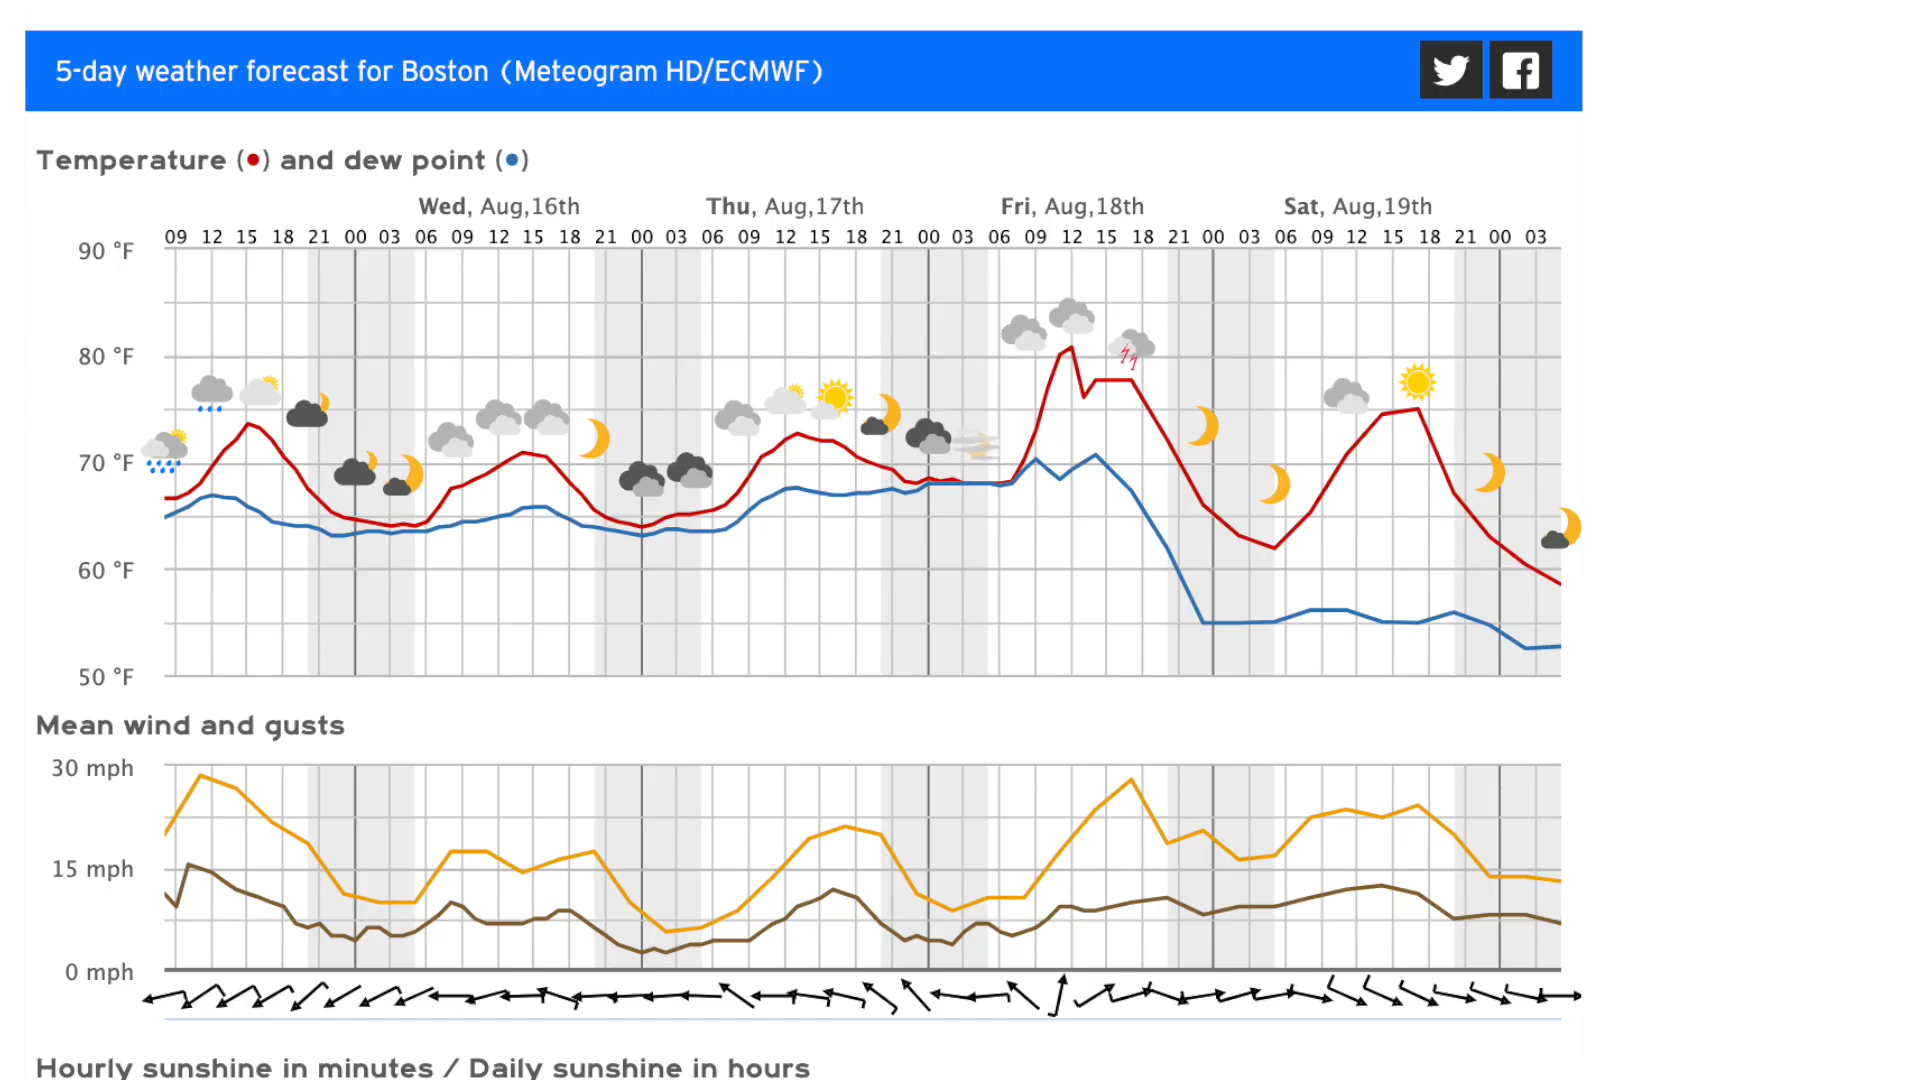 5-day weather forecast for Boston (Meteogram HD/ECMWF)
Temperature (●) and dew point (●)
Wed, Aug,16th Thu, Aug,17th Fri, Aug,18th Sat, Aug,19th
09 12 15 18 21 00 03 06 09 12 15 18 21 00 03 06 09 12 15 18 21 00 03 06 09 12 15 18 21 00 03 06 09 12 15 18 21 00 03
90 °F
80 °F
70 °F
60 °F
50 °F
Mean wind and gusts
30 mph
15 mph
0 mph
Hourly sunshine in minutes / Daily sunshine in hours